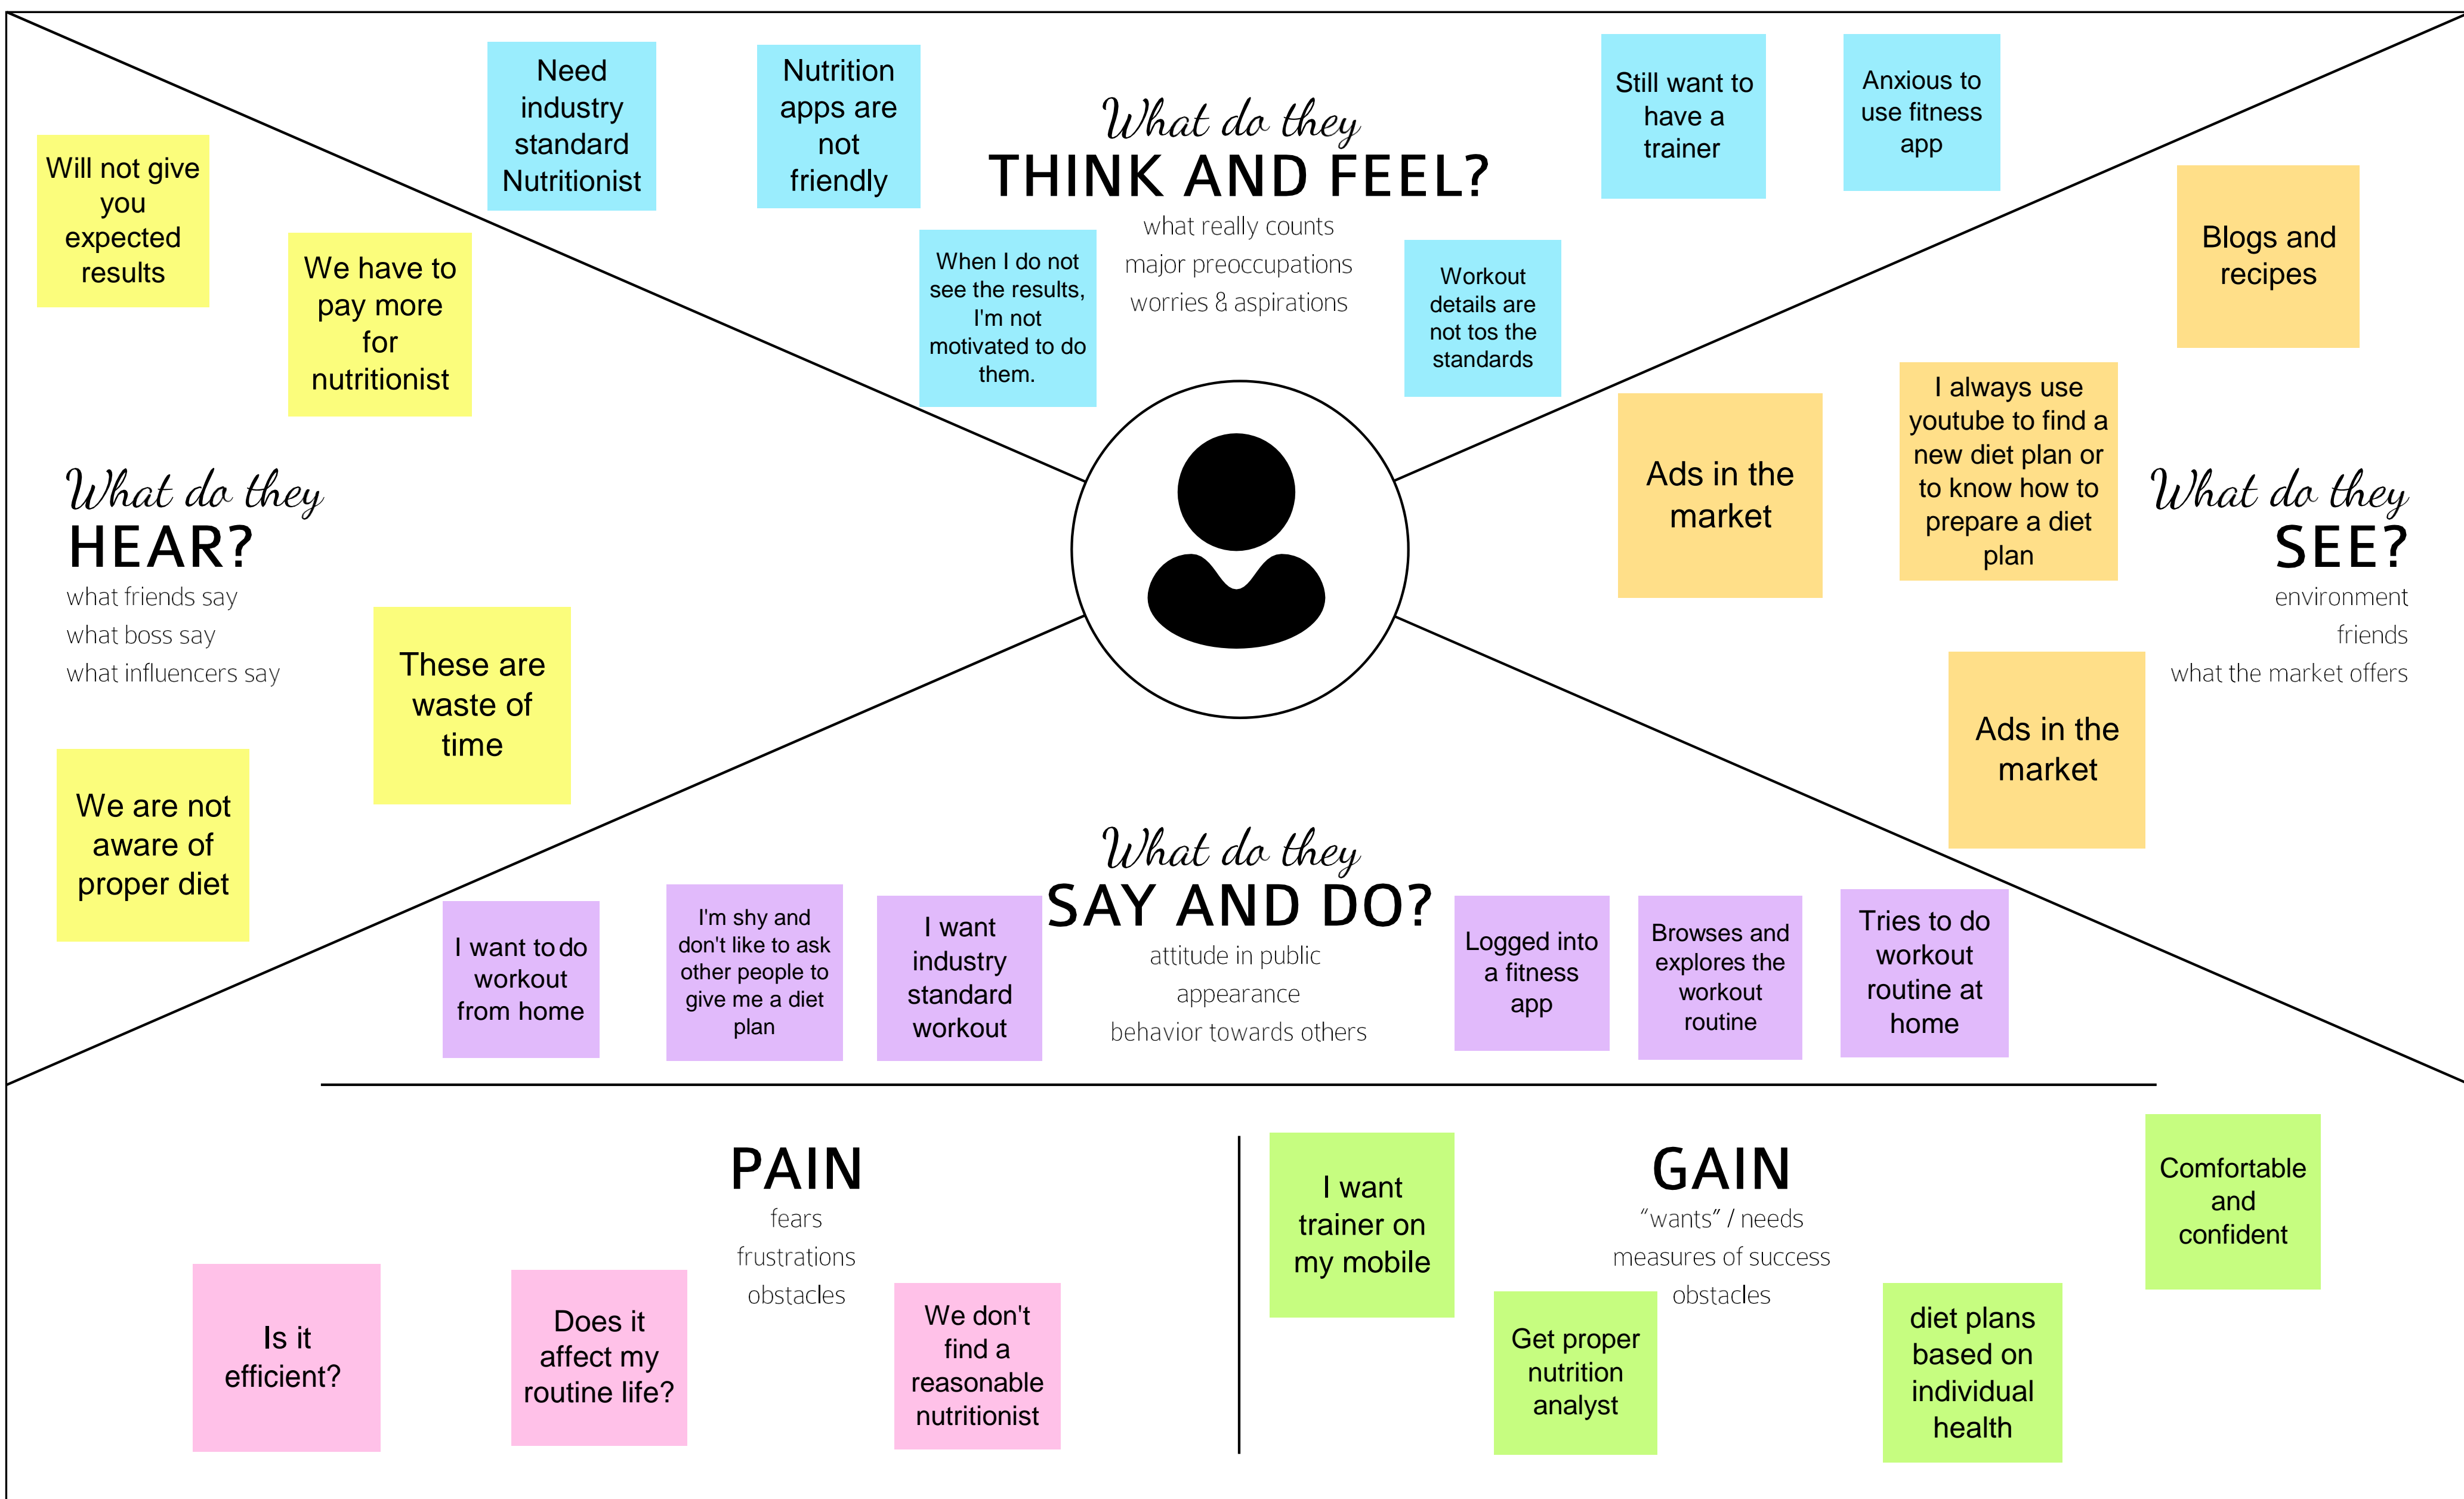 Need
industry
standard
Nutritionist
Nutrition
apps are
not
friendly
What do they
THINK AND FEEL?
what really counts
major preoccupations
worries & aspirations
When I do not
see the results,
I'm not
motivated to do
them.
Workout
details are
not tos the
standards
Still want to
have a
trainer
Anxious to
use fitness
app
Will not give
you
expected
results
We have to
pay more
for
nutritionist
What do they
HEAR?
what friends say
what boss say
what influencers say
These are
waste of
time
We are not
aware of
proper diet
Blogs and
recipes
Ads in the
market
I always use
youtube to find a
new diet plan or
to know how to
prepare a diet
plan
What do they
SEE?
environment
friends
what the market offers
Ads in the
market
What do they
SAY AND DO?
attitude in public
appearance
behavior towards others
I want to do
workout
from home
I'm shy and
don't like to ask
other people to
give me a diet
plan
I want
industry
standard
workout
Logged into
a fitness
app
Browses and
explores the
workout
routine
Tries to do
workout
routine at
home
PAIN
fears
frustrations
obstacles
Is it
efficient?
Does it
affect my
routine life?
We don't
find a
reasonable
nutritionist
GAIN
“wants” / needs
measures of success
obstacles
I want
trainer on
my mobile
Get proper
nutrition
analyst
diet plans
based on
individual
health
Comfortable
and
confident